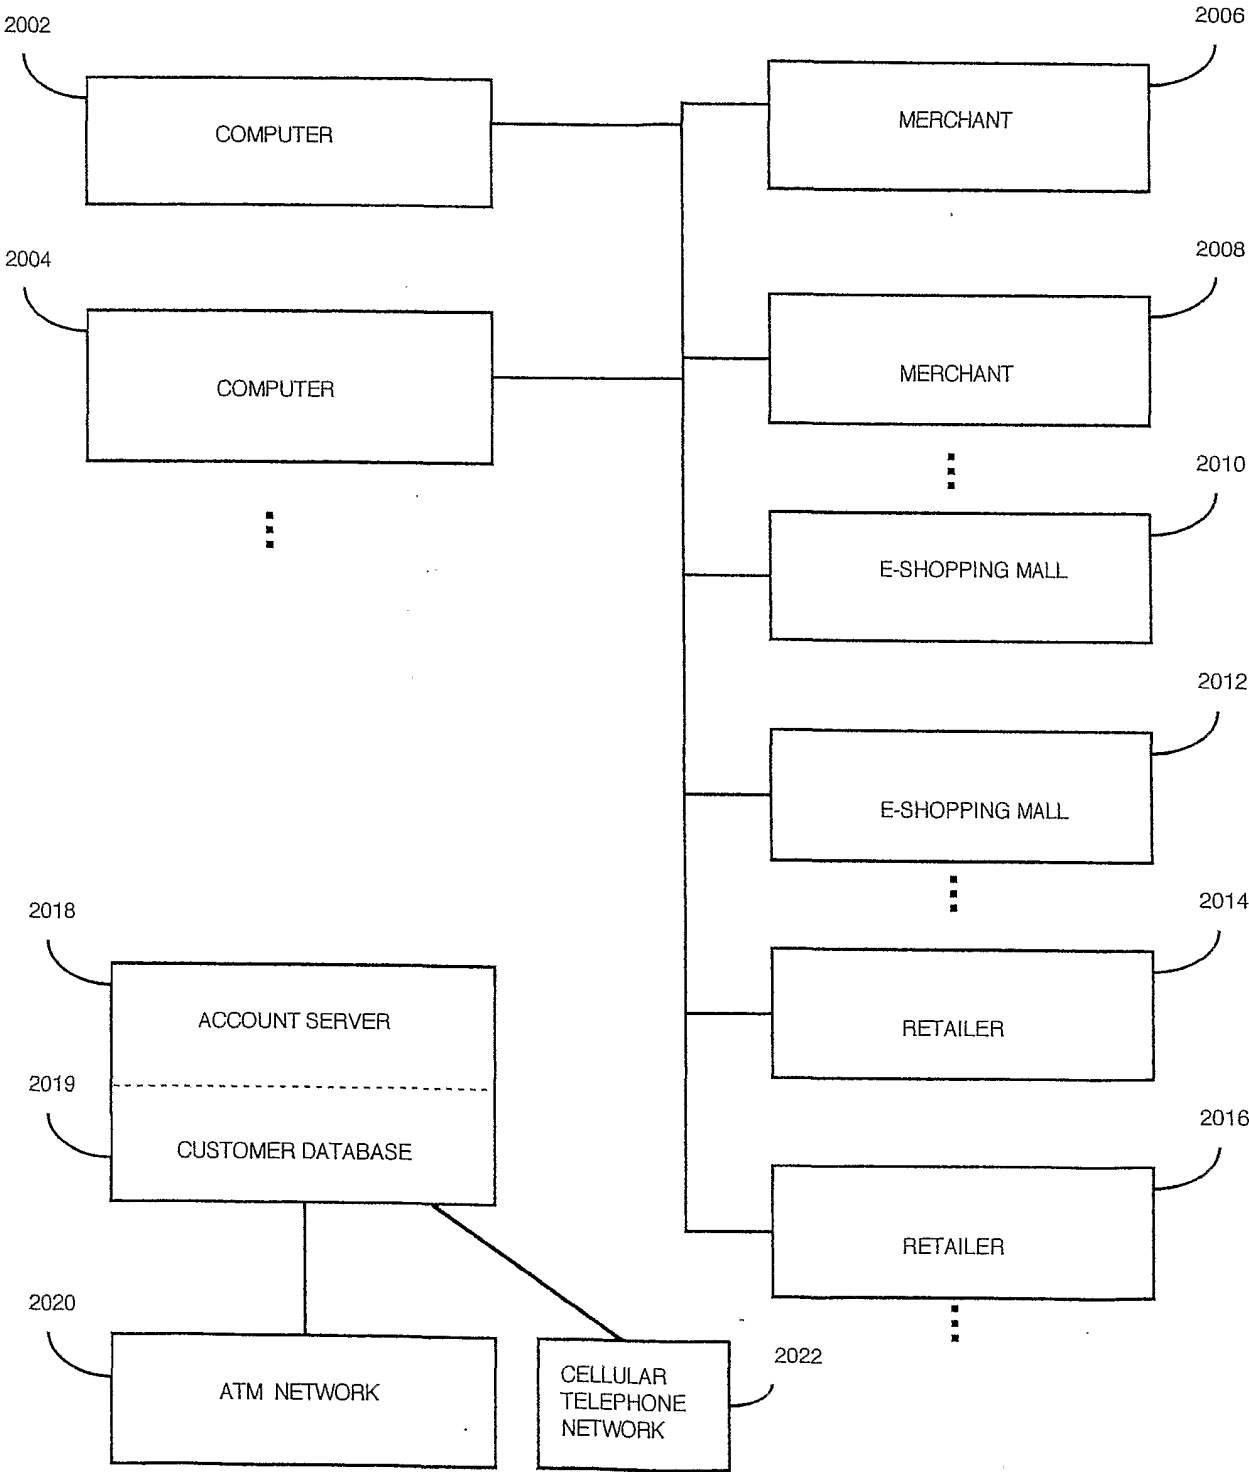 2002
COMPUTER
2006
MERCHANT
2004
COMPUTER
2008
MERCHANT
2010
E-SHOPPING MALL
2012
E-SHOPPING MALL
2018
ACCOUNT SERVER
2019
CUSTOMER DATABASE
2014
RETAILER
2016
RETAILER
2020
ATM NETWORK
2022
CELLULAR
TELEPHONE
NETWORK